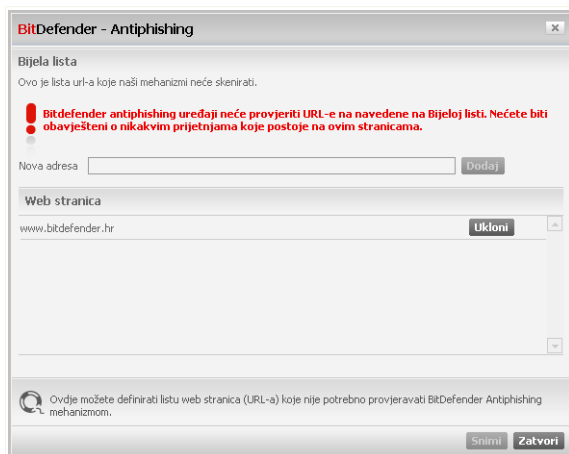 BitDefender - Antiphishing
Bijela lista
Ovo je lista url-a koje naši mehanizmi neće skenirati.
Bitdefender antiphishing uređaji neće provjeriti URL-e na navedene na Bijeloj listi. Nećete biti
obavješteni o nikakvim prijetnjama koje postoje na ovim stranicama.
Nova adresa Dodaj
Web stranica
www.bitdefender.hr Ukloni
Ovdje možete definirati listu web stranica (URL-a) koje nije potrebno provjeravati BitDefender Antiphishing
mehanizmom.
Snimi Zatvori